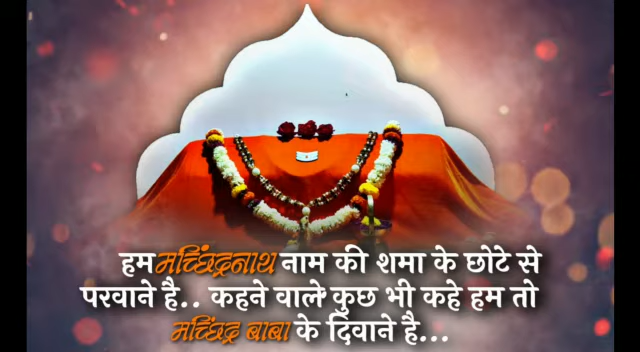 हम मच्छिंद्रनाथ नाम की शमा के छोटे से
परवाने है.. कहने वाले कुछ भी कहे हम तो
मच्छिंद्र बाबा के दिवाने है...